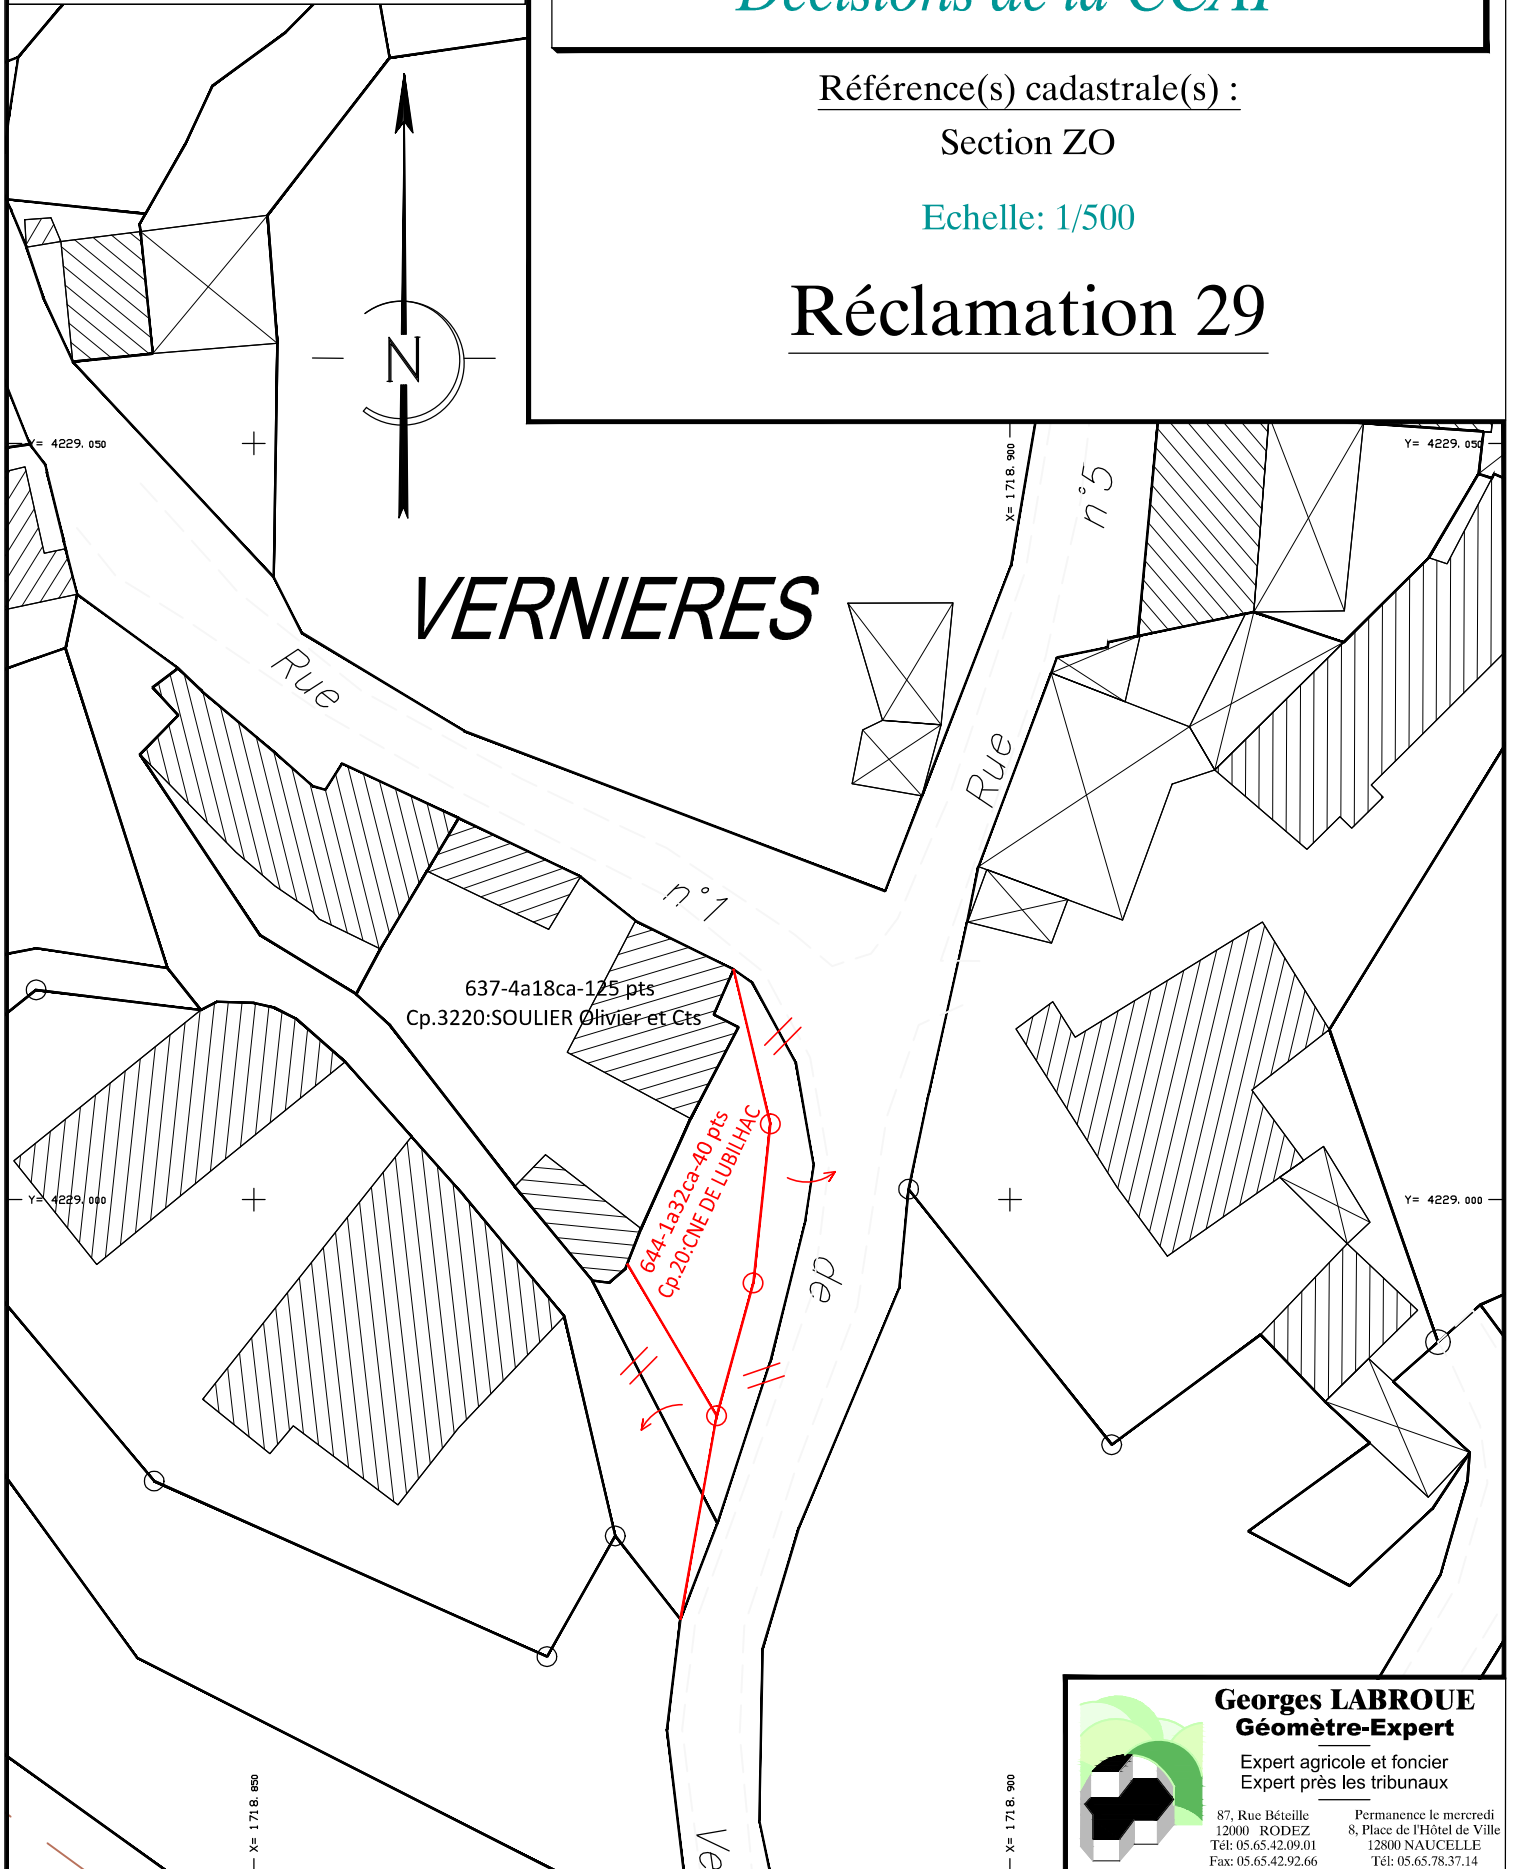 Décisions de la CCAF
Référence(s) cadastrale(s) :
Section ZO
Echelle: 1/500
Réclamation 29
N
Y= 4229. 050
X= 1718. 900
Y= 4229. 050
n°5
VERNIERES
Rue
Rue
n°1
637-4a18ca-125 pts
Cp.3220:SOULIER Olivier et Cts
644-1a32ca-40 pts
Cp.20:CNE DE LUBILHAC
Y= 4229. 000
Y= 4229. 000
de
X= 1718. 850
X= 1718. 900
Ve
Georges LABROUE
Géomètre-Expert
Expert agricole et foncier
Expert près les tribunaux
87, Rue Béteille
12000 RODEZ
Tél: 05.65.42.09.01
Fax: 05.65.42.92.66
Permanence le mercredi
8, Place de l'Hôtel de Ville
12800 NAUCELLE
Tél: 05.65.78.37.14